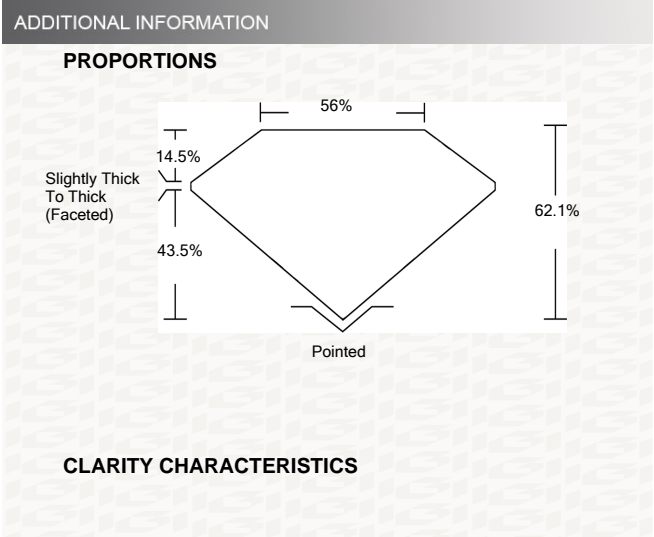 ADDITIONAL INFORMATION
PROPORTIONS
56%
14.5%
Slightly Thick
To Thick
(Faceted)
62.1%
43.5%
Pointed
CLARITY CHARACTERISTICS